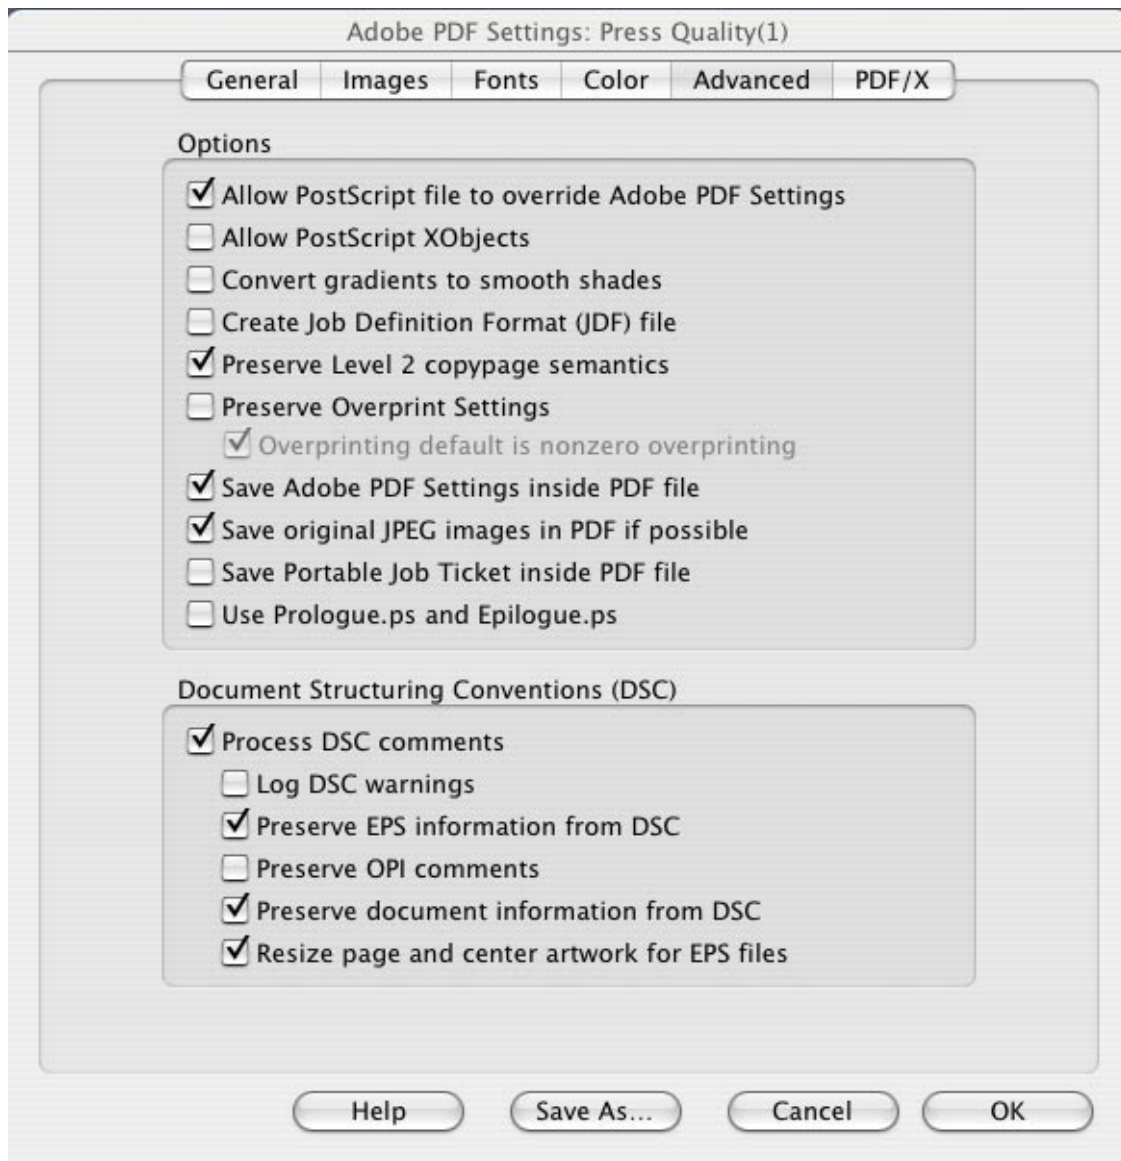 Adobe PDF Settings: Press Quality(1)
General Images Fonts Color Advanced PDF/X
Options
Allow PostScript file to override Adobe PDF Settings
Allow PostScript XObjects
Convert gradients to smooth shades
Create Job Definition Format (JDF) file
Preserve Level 2 copypage semantics
Preserve Overprint Settings
Overprinting default is nonzero overprinting
Save Adobe PDF Settings inside PDF file
Save original JPEG images in PDF if possible
Save Portable Job Ticket inside PDF file
Use Prologue.ps and Epilogue.ps
Document Structuring Conventions (DSC)
Process DSC comments
Log DSC warnings
Preserve EPS information from DSC
Preserve OPI comments
Preserve document information from DSC
Resize page and center artwork for EPS files
Help Save As... Cancel OK